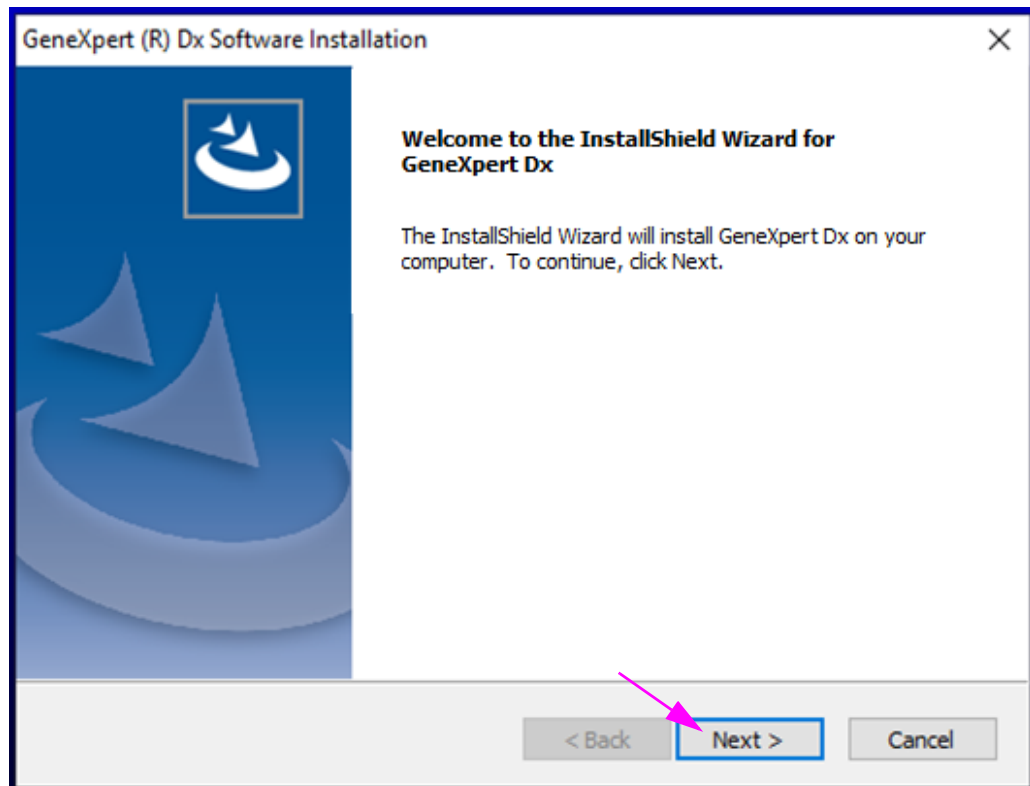 GeneXpert (R) Dx Software Installation
Welcome to the InstallShield Wizard for
GeneXpert Dx
The InstallShield Wizard will install GeneXpert Dx on your
computer. To continue, click Next.
< Back Next > Cancel